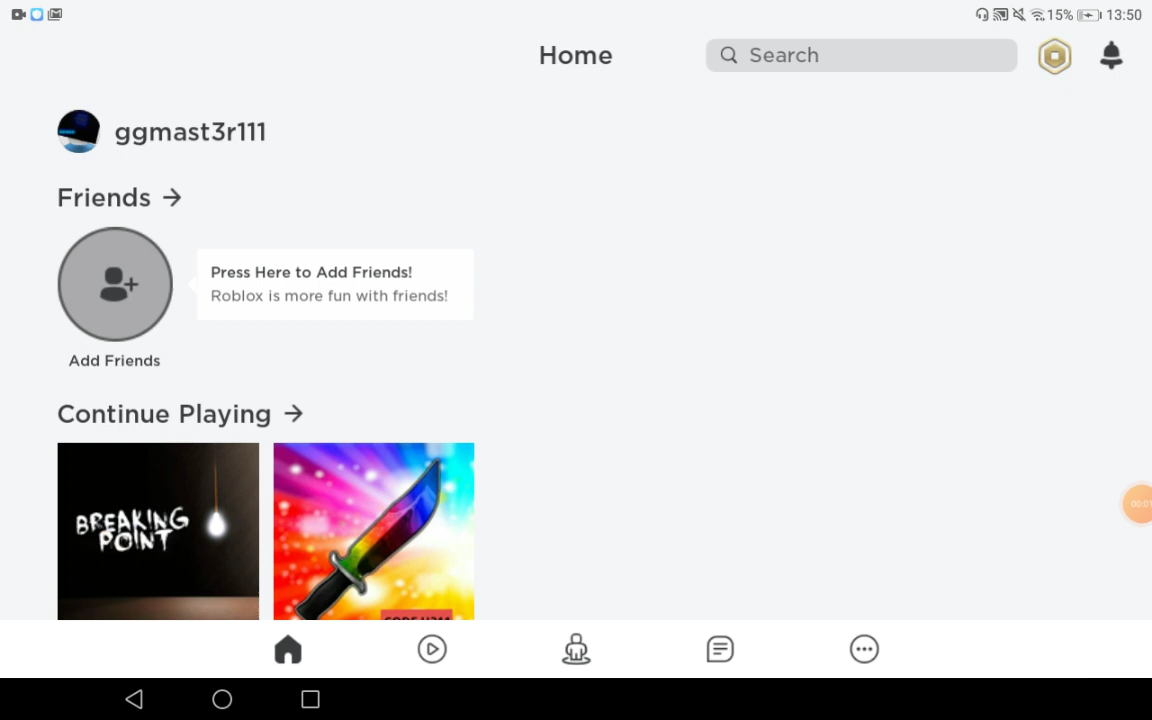 15% 13:50
Home
Search
ggmast3r111
Friends
Press Here to Add Friends!
Roblox is more fun with friends!
Add Friends
Continue Playing
BREAKING
POINT